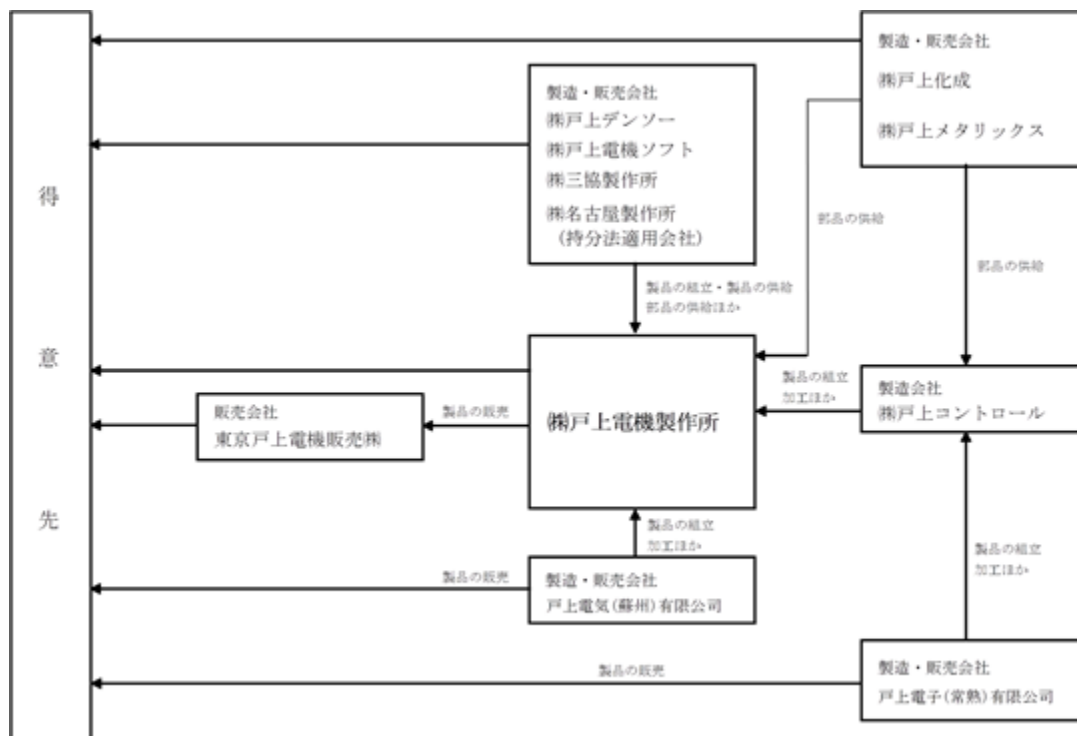 得
意
先
製造・販売会社
㈱戸上化成
㈱戸上メタリックス
製造・販売会社
㈱戸上デンソー
㈱戸上電機ソフト
㈱三協製作所
㈱名古屋製作所
(持分法適用会社)
部品の供給
部品の供給
製品の組立・製品の供給
部品の供給ほか
㈱戸上電機製作所
製品の組立
加工ほか
製造会社
㈱戸上コントロール
製品の販売
販売会社
東京戸上電機販売㈱
製品の組立
加工ほか
製品の販売
製造・販売会社
戸上電気(蘇州)有限公司
製品の組立
加工ほか
製品の販売
製造・販売会社
戸上電子(常熟)有限公司